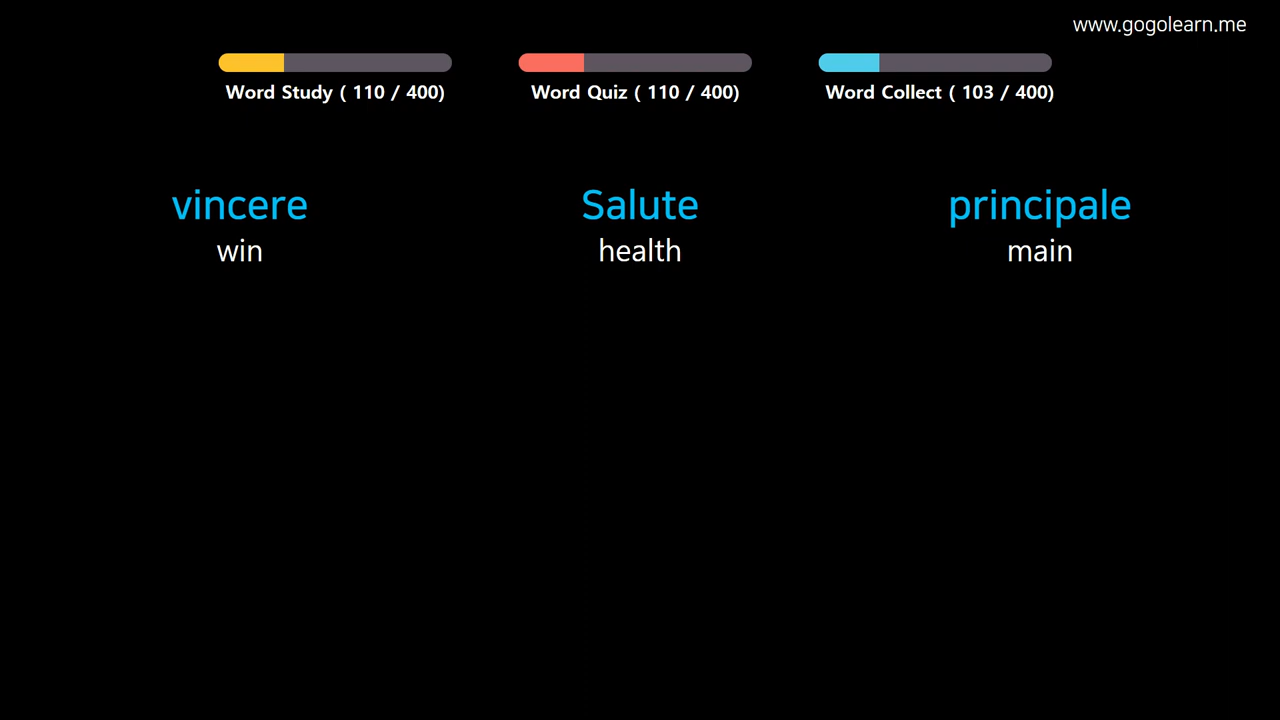 www.gogolearn.me
Word Study ( 110 / 400)
Word Quiz ( 110 / 400)
Word Collect ( 103 / 400)
vincere
win
Salute
health
principale
main